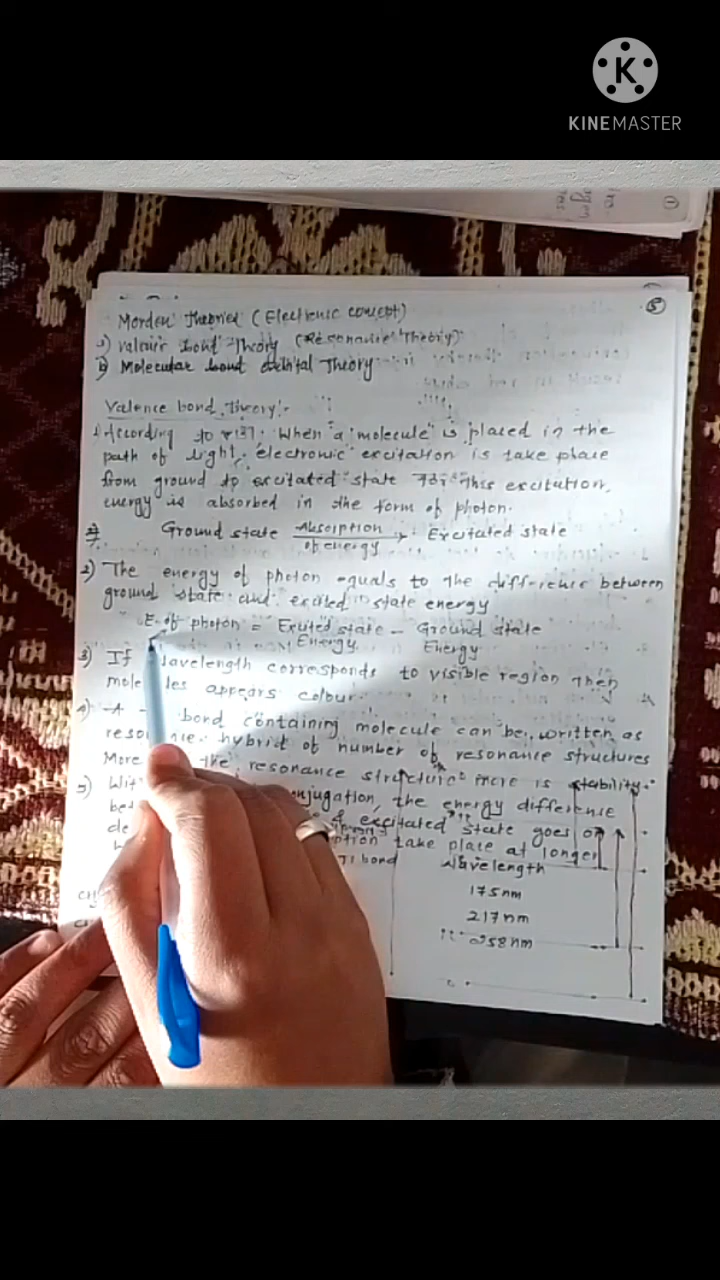 KINEMASTER
5
Morden Theories (Electronic concept)
1) valence bond Theory (Resonance Theory)
Molecular bond orbital Theory
Valence bond Theory:-
1) According to VBT. When a molecule is placed in the
path of light, electronic excitation is take place
from ground to excitated state this excitation,
energy is absorbed in the form of photon.
Ground state Absorption of energy → Excitated state
2) The energy of photon equals to the difference between
ground state and excited state energy
E. of photon = Excited state Energy - Ground state Energy
3) If wavelength corresponds to visible region then
appears colour.
4) A bond containing molecule can be written as
hybrid of number of resonance structures
More the resonance structure more is stability.
5) conjugation, the energy difference
& excitated state goes on
take place at longer
bond wavelength
175nm
217nm
258nm